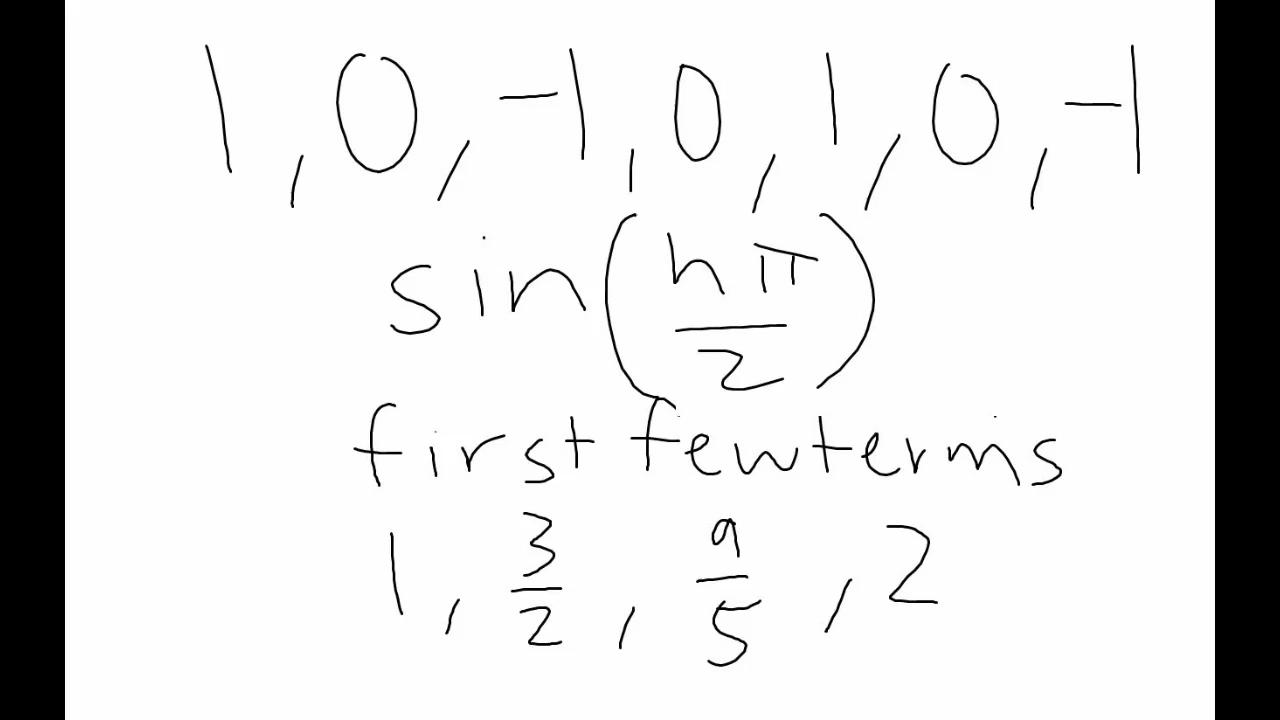 1, 0, -1, 0, 1, 0, -1
sin(nπ/2)
first few terms
1, 3/2, 9/5, 2